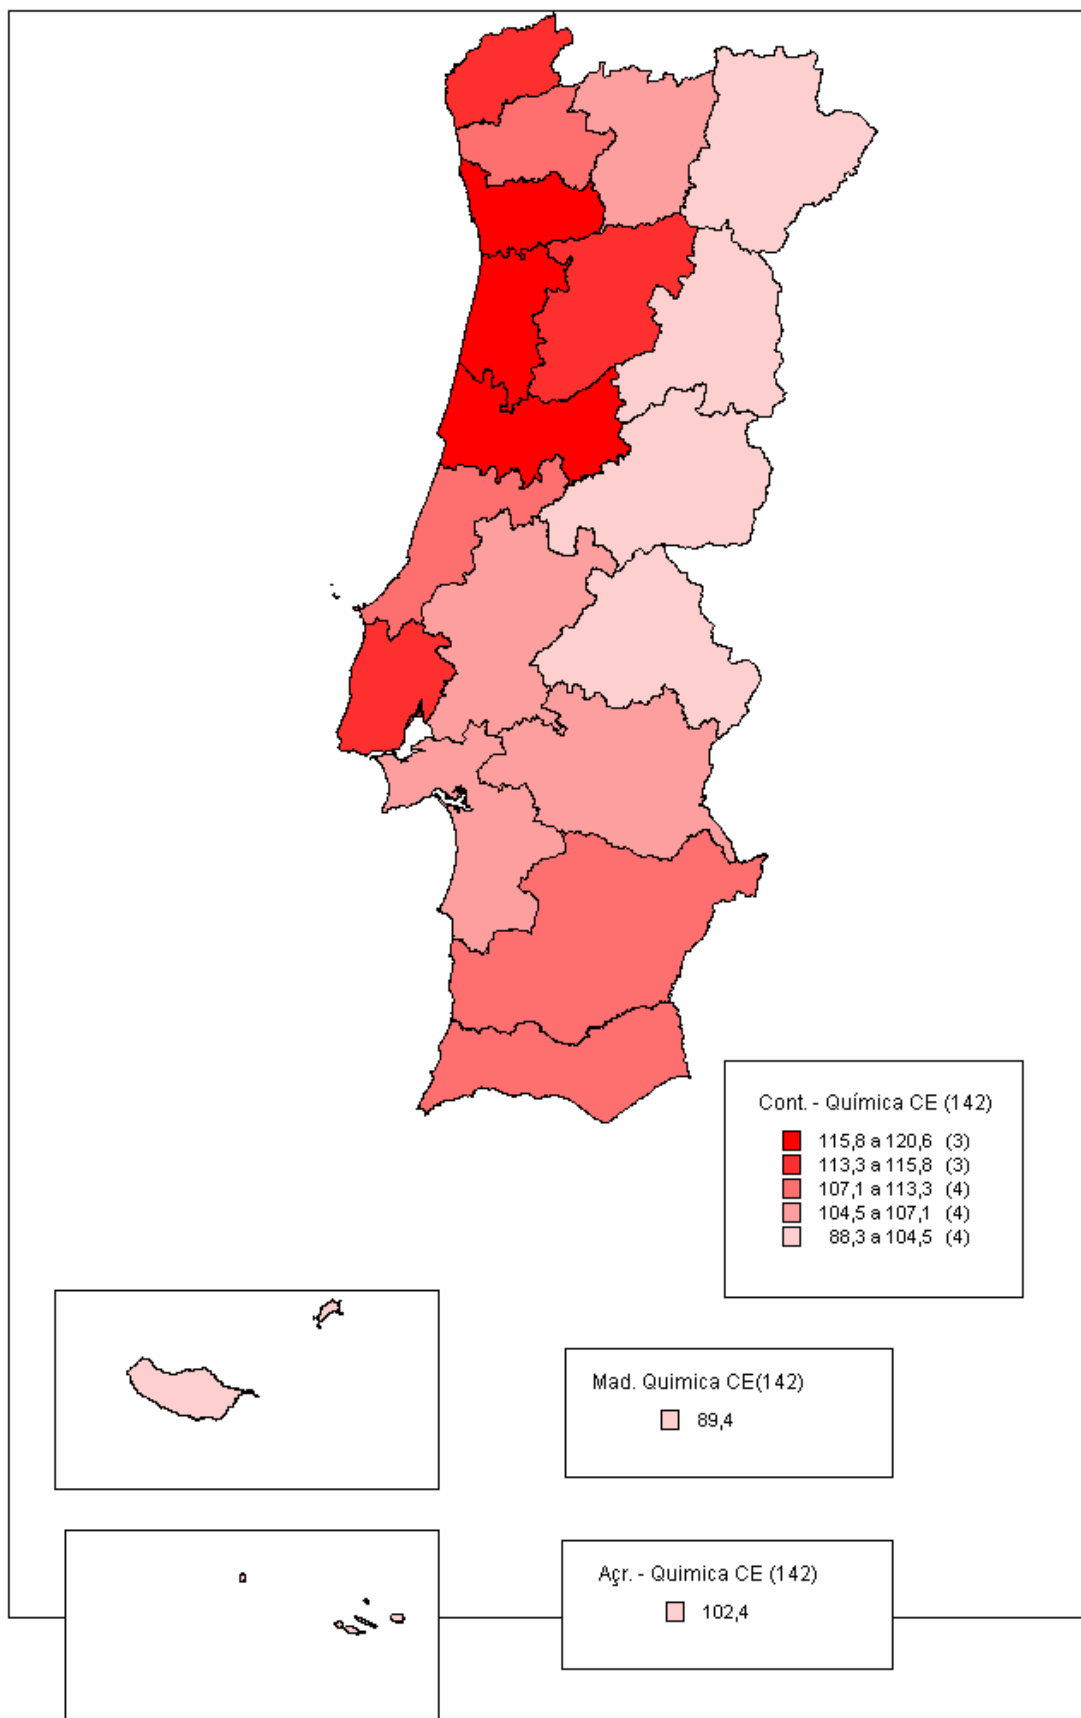 Cont. - Química CE (142)
115,8 a 120,6 (3)
113,3 a 115,8 (3)
107,1 a 113,3 (4)
104,5 a 107,1 (4)
88,3 a 104,5 (4)
Mad. Quimica CE(142)
89,4
Açr. - Quimica CE (142)
102,4